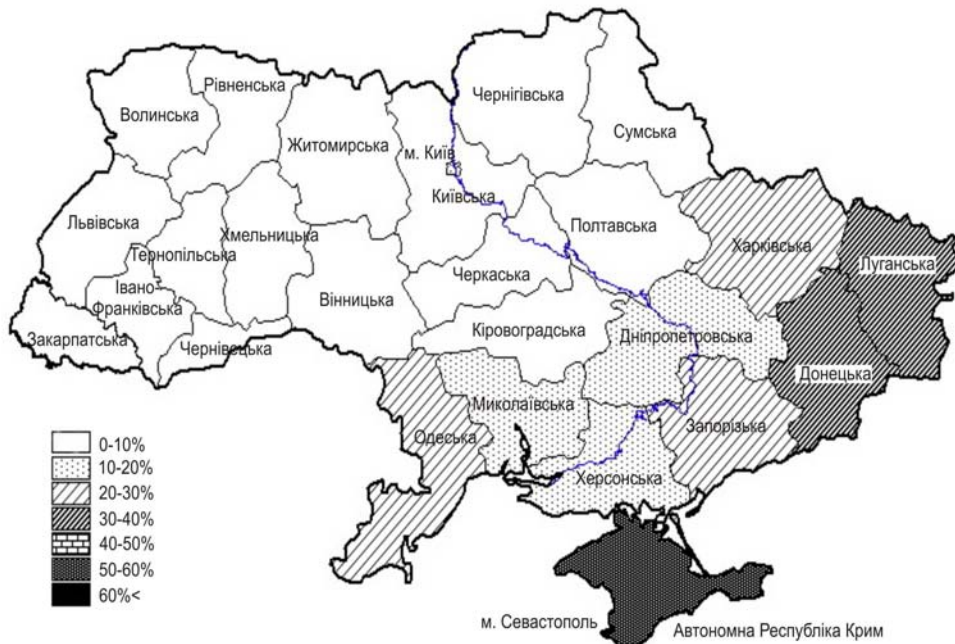 Волинська
Рівненська
Житомирська
м. Київ
Київська
Чернігівська
Сумська
Львівська
Тернопільська
Хмельницька
Івано-
Франківська
Закарпатська
Чернівецька
Вінницька
Черкаська
Полтавська
Харківська
Луганська
Кіровоградська
Дніпропетровська
Донецька
Миколаївська
Одеська
Запорізька
Херсонська
0-10%
10-20%
20-30%
30-40%
40-50%
50-60%
60%<
м. Севастополь
Автономна Республіка Крим